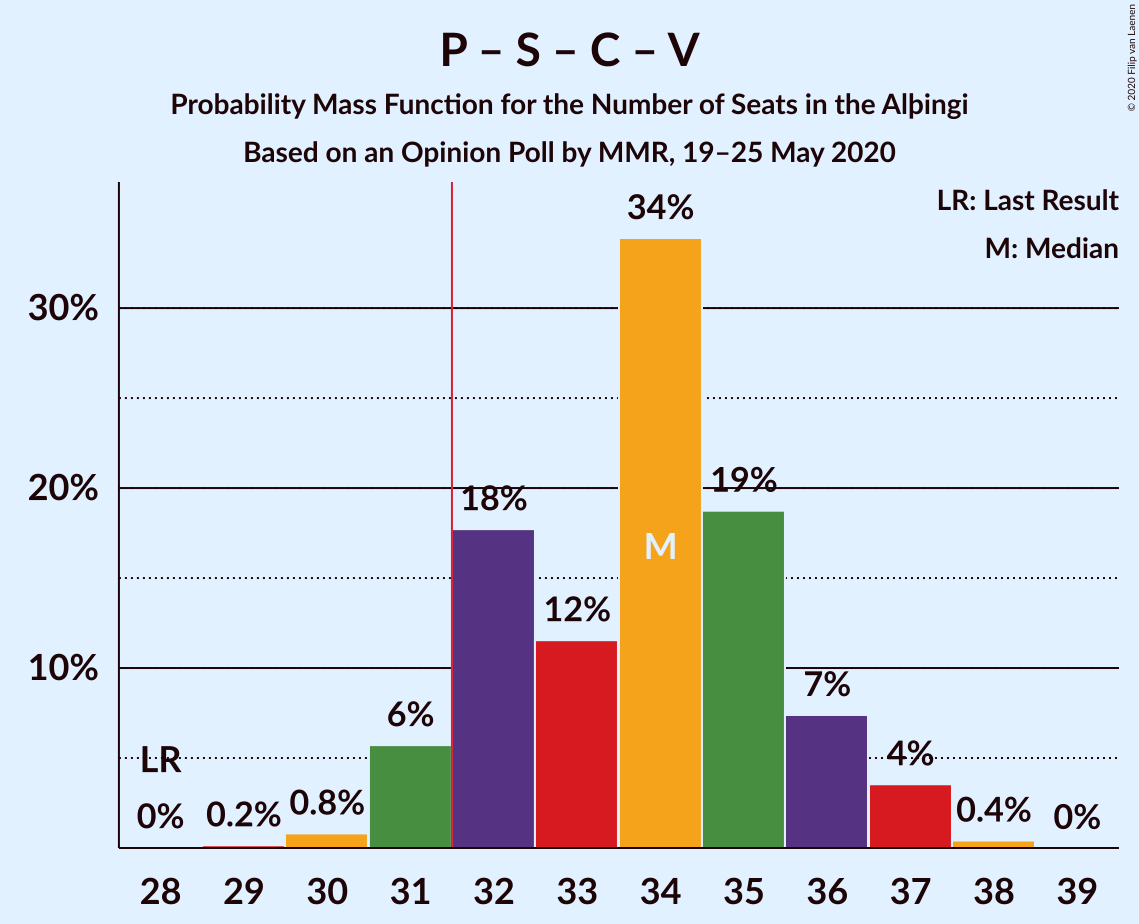 P – S – C – V
Probability Mass Function for the Number of Seats in the Alþingi
Based on an Opinion Poll by MMR, 19–25 May 2020
© 2020 Filip van Laenen
LR: Last Result
M: Median
34%
30%
20%
19%
18%
M
12%
10%
7%
6%
4%
LR
0.8%
0.4%
0.2%
0%
0%
28 29 30 31 32 33 34 35 36 37 38 39